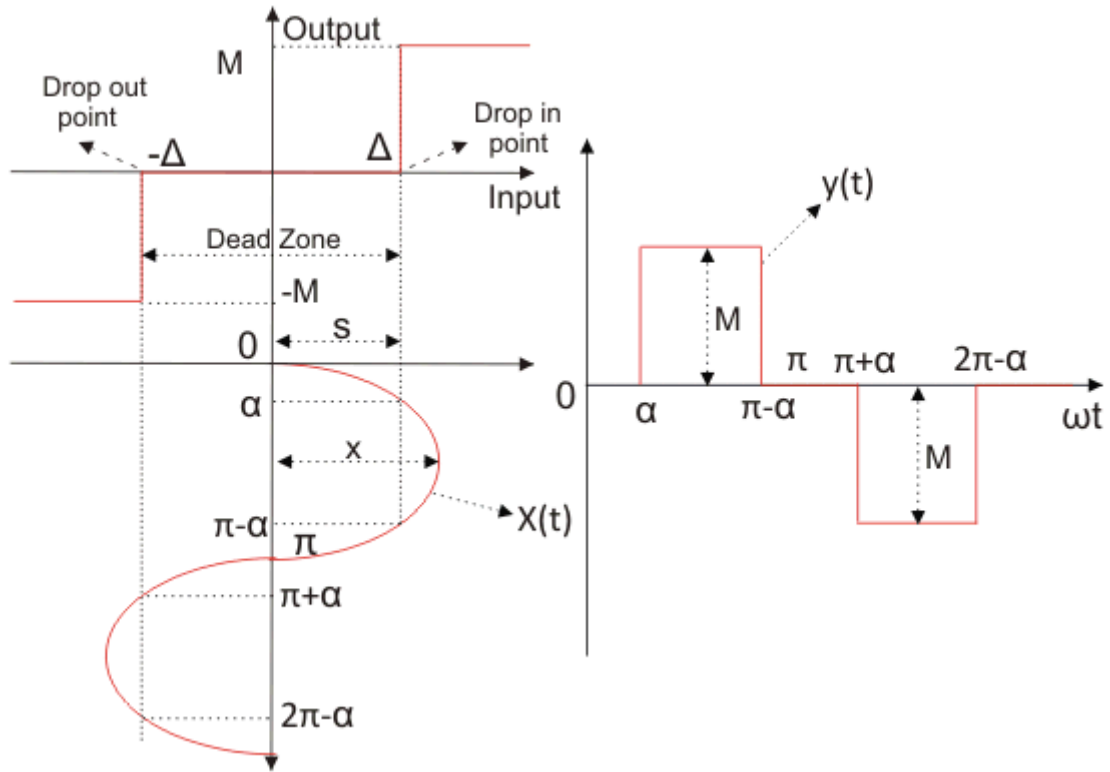 Output
M
Drop out
point
Drop in
point
-Δ
Δ
Input
Dead Zone
-M
S
0
α
x
π-α
X(t)
π
π+α
2π-α
y(t)
M
π
π+α
2π-α
0
α
π-α
ωt
M